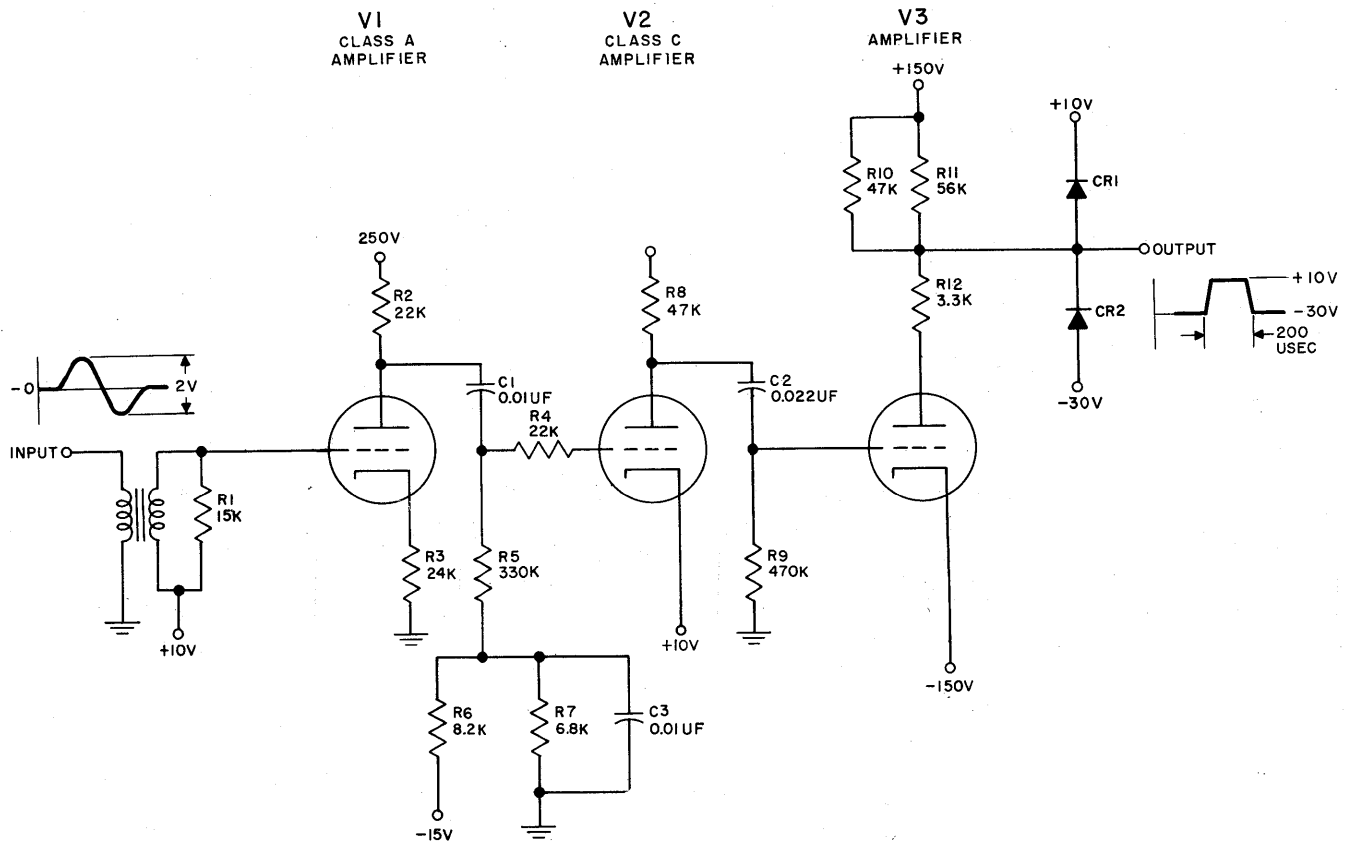 V1
CLASS A
AMPLIFIER
V2
CLASS C
AMPLIFIER
V3
AMPLIFIER
+150V
+10V
R10
47K
R11
56K
CR1
250V
OUTPUT
R2
22K
R8
47K
R12
3.3K
CR2
+10V
-30V
200
USEC
-0
2V
C1
0.01UF
R4
22K
C2
0.022UF
-30V
INPUT
R1
15K
R3
24K
R5
330K
R9
470K
+10V
+10V
-150V
R6
8.2K
R7
6.8K
C3
0.01UF
-15V